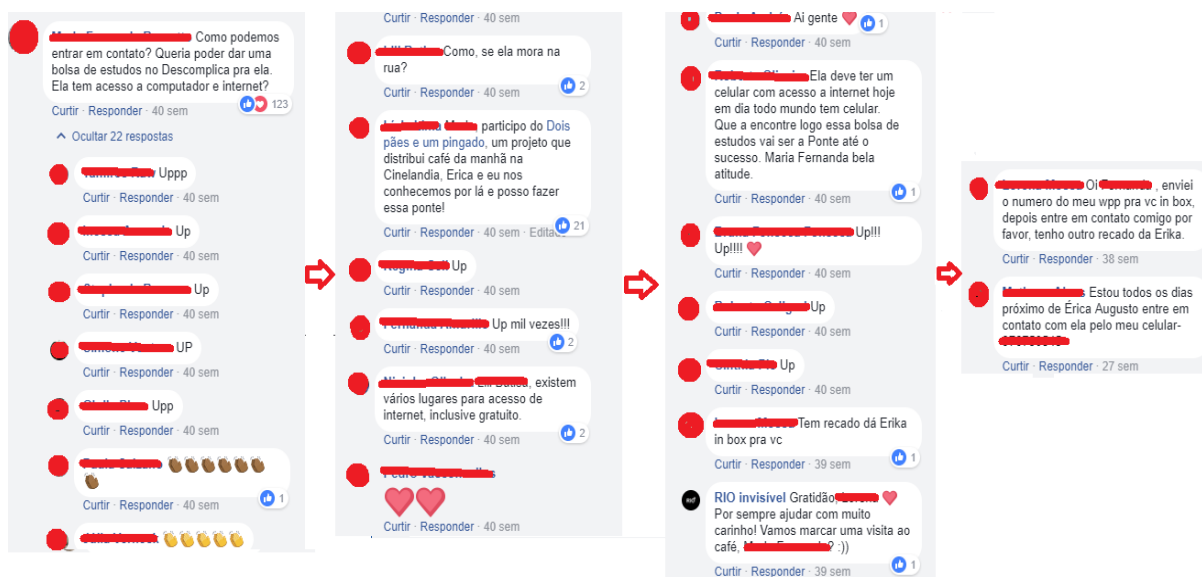 Como podemos
entrar em contato? Queria poder dar uma
bolsa de estudos no Descomplica pra ela.
Ela tem acesso a computador e internet?
123
Curtir · Responder · 40 sem
Ocultar 22 respostas
Uppp
Curtir · Responder · 40 sem
Up
Curtir · Responder · 40 sem
Up
Curtir · Responder · 40 sem
UP
Curtir · Responder · 40 sem
Upp
Curtir · Responder · 40 sem
👏🏾👏🏾👏🏾👏🏾👏🏾👏🏾
👏🏾
Curtir · Responder · 40 sem
1
👏👏👏👏👏
Curtir · Responder · 40 sem
Como, se ela mora na
rua?
2
Curtir · Responder · 40 sem
participo do Dois
pães e um pingado, um projeto que
distribui café da manhã na
Cinelandia, Erica e eu nos
conhecemos por lá e posso fazer
essa ponte!
21
Curtir · Responder · 40 sem · Editado
Up
Curtir · Responder · 40 sem
Up mil vezes!!!
2
Curtir · Responder · 40 sem
, existem
vários lugares para acesso de
internet, inclusive gratuito.
2
Curtir · Responder · 40 sem
❤❤
Curtir · Responder · 40 sem
Ai gente ❤
1
Curtir · Responder · 40 sem
Ela deve ter um
celular com acesso a internet hoje
em dia todo mundo tem celular.
Que a encontre logo essa bolsa de
estudos vai ser a Ponte até o
sucesso. Maria Fernanda bela
atitude.
1
Curtir · Responder · 40 sem
Up!!!
Up!!!! ❤
Curtir · Responder · 40 sem
Up
Curtir · Responder · 40 sem
Up
Curtir · Responder · 40 sem
Tem recado dá Erika
in box pra vc
1
Curtir · Responder · 39 sem
RIO invisível Gratidão, ❤
Por sempre ajudar com muito
carinho! Vamos marcar uma visita ao
café, ? :))
1
Curtir · Responder · 39 sem
Oi , enviei
o numero do meu wpp pra vc in box,
depois entre em contato comigo por
favor, tenho outro recado da Erika.
Curtir · Responder · 38 sem
Estou todos os dias
próximo de Érica Augusto entre em
contato com ela pelo meu celular-
Curtir · Responder · 27 sem